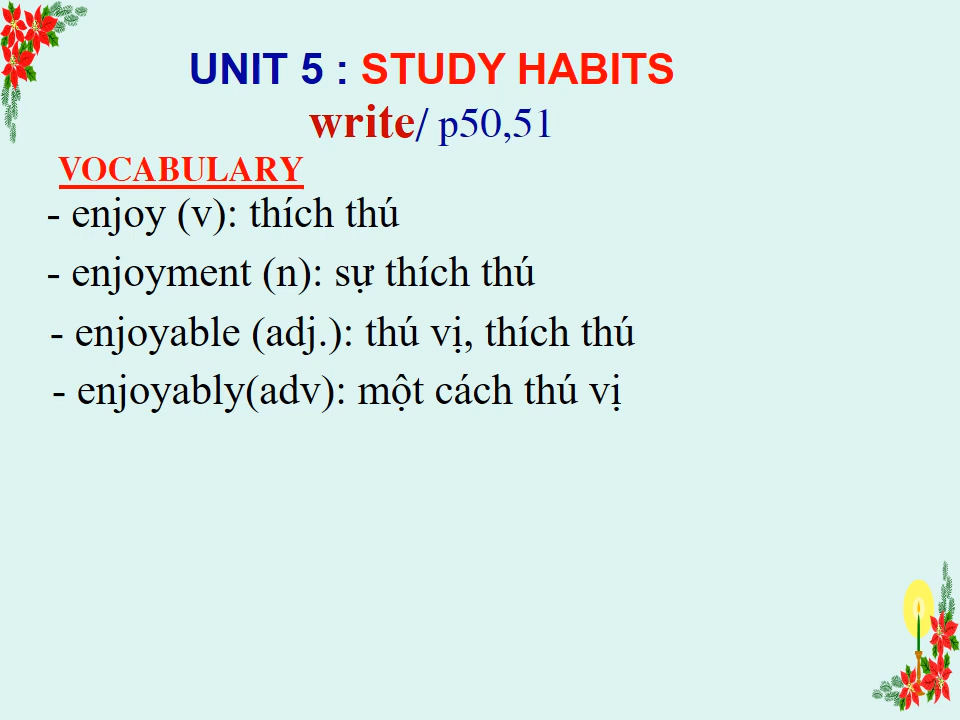 UNIT 5 : STUDY HABITS
write/ p50,51
VOCABULARY
- enjoy (v): thích thú
- enjoyment (n): sự thích thú
- enjoyable (adj.): thú vị, thích thú
- enjoyably(adv): một cách thú vị